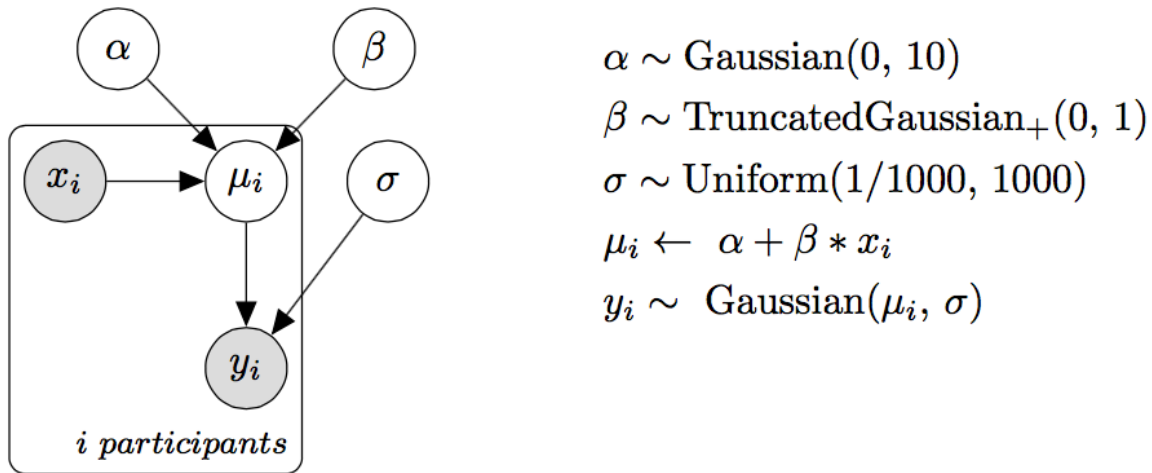 α
β
x_i
μ_i
σ
y_i
i participants
α ∼ Gaussian(0, 10)
β ∼ TruncatedGaussian₊(0, 1)
σ ∼ Uniform(1/1000, 1000)
μ_i ← α + β * x_i
y_i ∼ Gaussian(μ_i, σ)